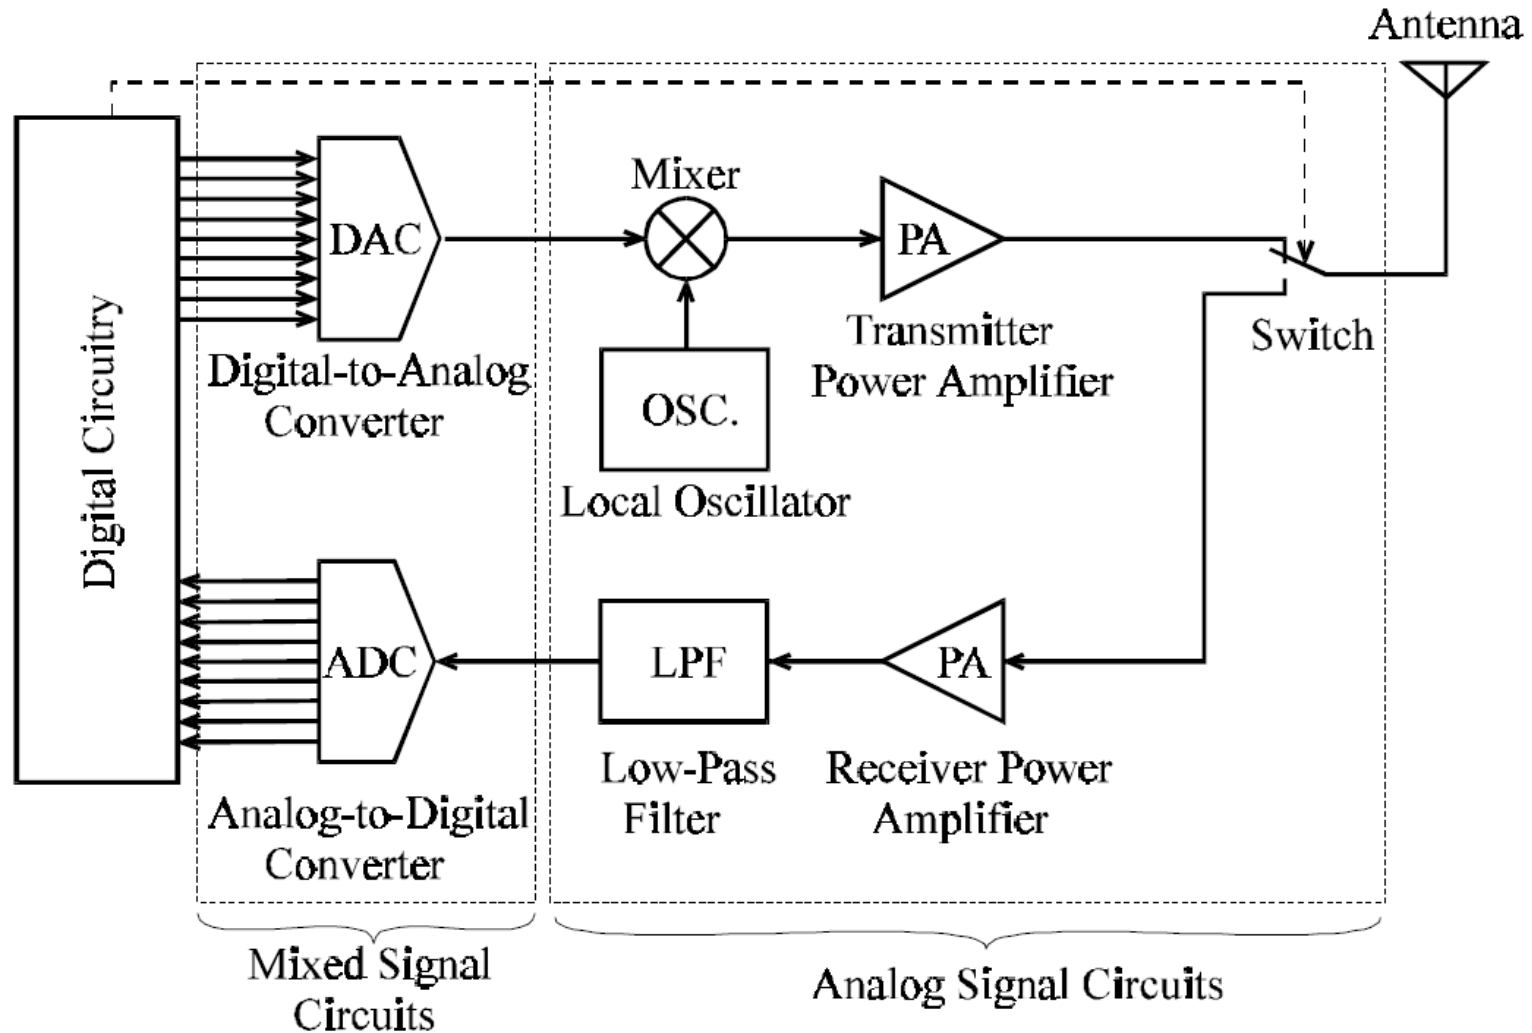 Antenna
Mixer
DAC
PA
Digital-to-Analog
Converter
Transmitter
Power Amplifier
Switch
OSC.
Local Oscillator
Digital Circuitry
ADC
LPF
PA
Analog-to-Digital
Converter
Low-Pass
Filter
Receiver Power
Amplifier
Mixed Signal
Circuits
Analog Signal Circuits